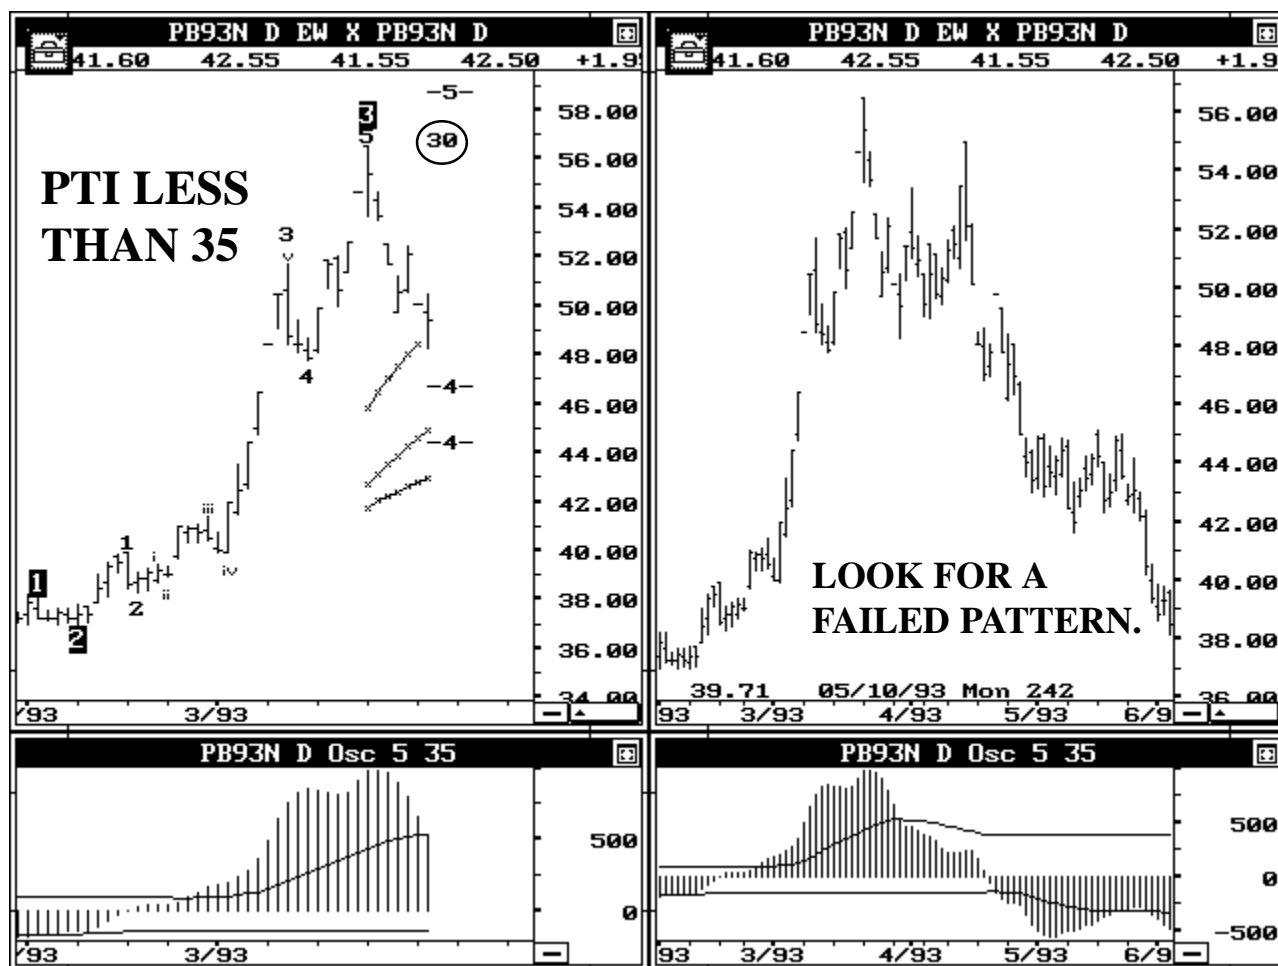 PB93N D EW X PB93N D
41.60 42.55 41.55 42.50 +1.9
-5-
58.00
3
5
30
56.00
PTI LESS
THAN 35
54.00
3
v
52.00
50.00
48.00
4
-4-
46.00
-4-
44.00
iii
42.00
1
i
40.00
iv
1
ii
2
38.00
2
36.00
34.00
/93 3/93
PB93N D Osc 5 35
500
0
/93 3/93
PB93N D EW X PB93N D
41.60 42.55 41.55 42.50 +1.9
56.00
54.00
52.00
50.00
48.00
46.00
44.00
42.00
LOOK FOR A
40.00
FAILED PATTERN.
38.00
39.71 05/10/93 Mon 242
36.00
93 3/93 4/93 5/93 6/9
PB93N D Osc 5 35
500
0
-500
93 3/93 4/93 5/93 6/9